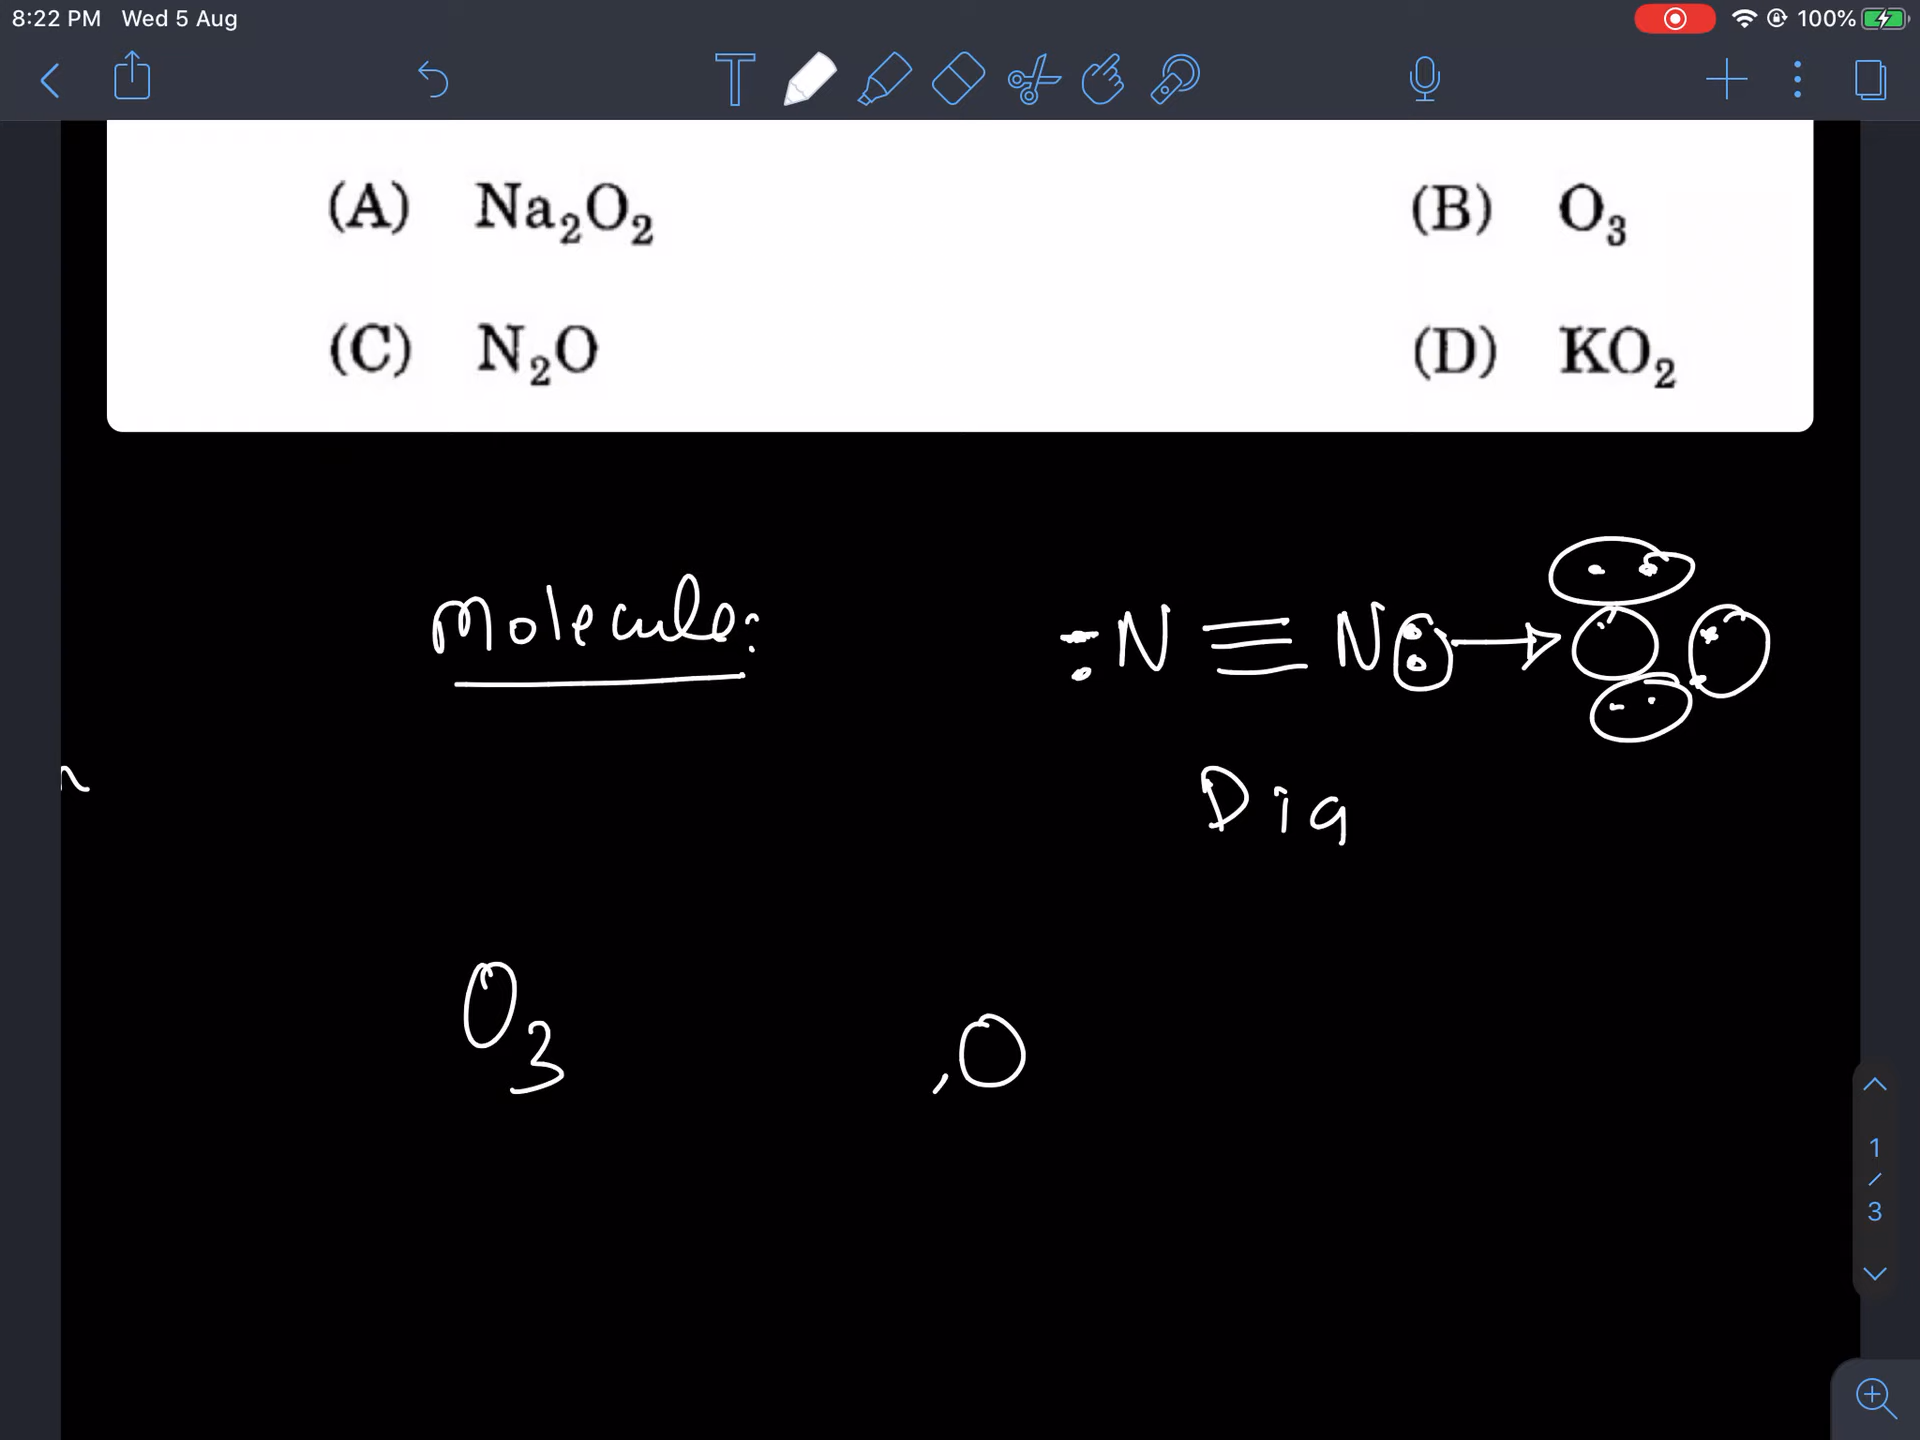 8:22 PM Wed 5 Aug 100%
T
(A) Na₂O₂ (B) O₃
(C) N₂O (D) KO₂
Molecule: :N≡N:→O
Dia
O₃ ,O
1
/
3